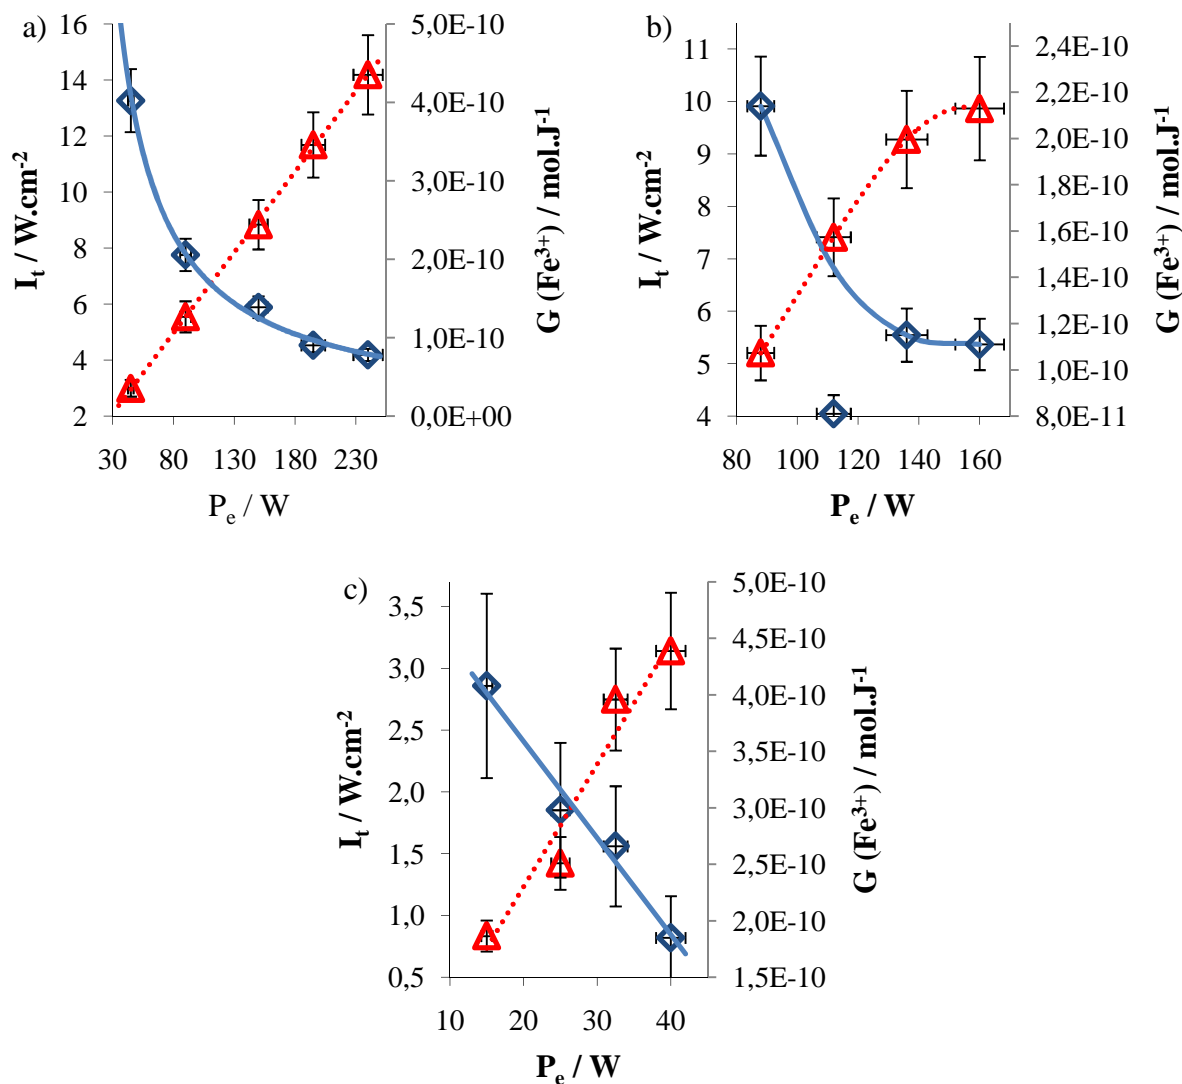 a)
16
14
12
10
8
6
4
2
I_t / W.cm^-2
5,0E-10
4,0E-10
3,0E-10
2,0E-10
1,0E-10
0,0E+00
G (Fe^3+) / mol.J^-1
30 80 130 180 230
P_e / W
b)
11
10
9
8
7
6
5
4
I_t / W.cm^-2
2,4E-10
2,2E-10
2,0E-10
1,8E-10
1,6E-10
1,4E-10
1,2E-10
1,0E-10
8,0E-11
G (Fe^3+) / mol.J^-1
80 100 120 140 160
P_e / W
c)
3,5
3,0
2,5
2,0
1,5
1,0
0,5
I_t / W.cm^-2
5,0E-10
4,5E-10
4,0E-10
3,5E-10
3,0E-10
2,5E-10
2,0E-10
1,5E-10
G (Fe^3+) / mol.J^-1
10 20 30 40
P_e / W